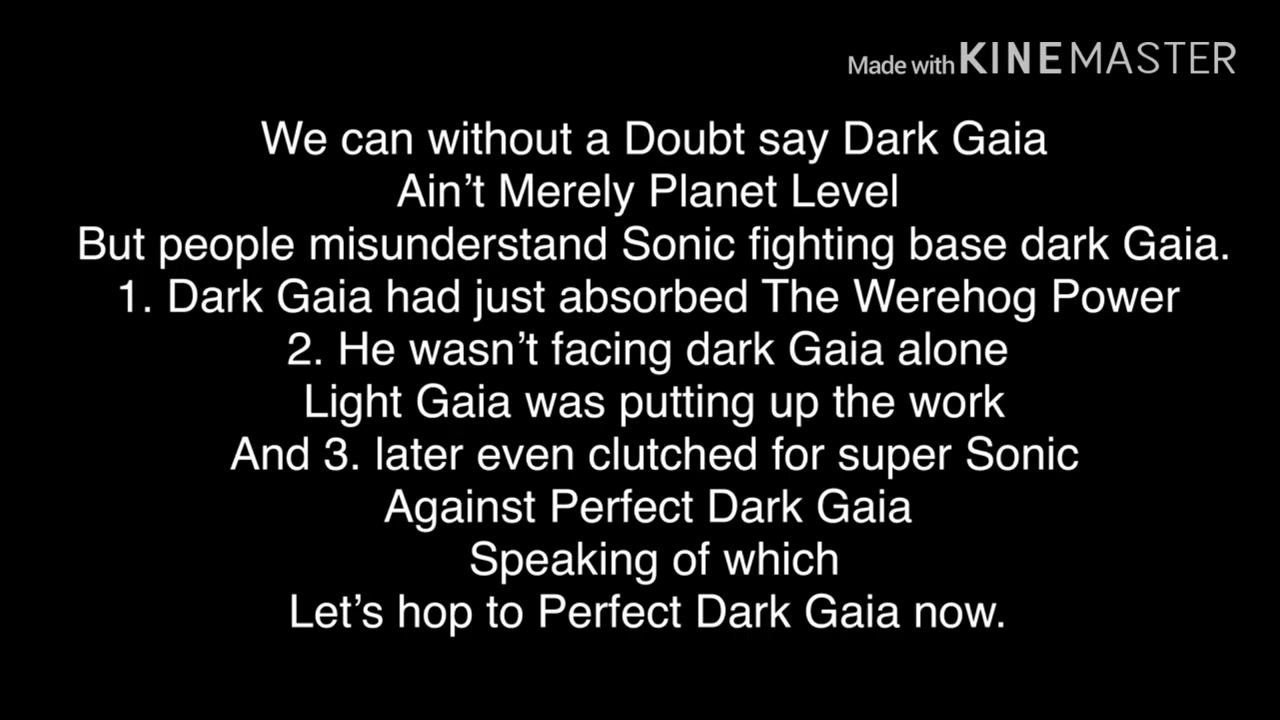 Made with KINEMASTER
We can without a Doubt say Dark Gaia
Ain’t Merely Planet Level
But people misunderstand Sonic fighting base dark Gaia.
1. Dark Gaia had just absorbed The Werehog Power
2. He wasn’t facing dark Gaia alone
Light Gaia was putting up the work
And 3. later even clutched for super Sonic
Against Perfect Dark Gaia
Speaking of which
Let’s hop to Perfect Dark Gaia now.